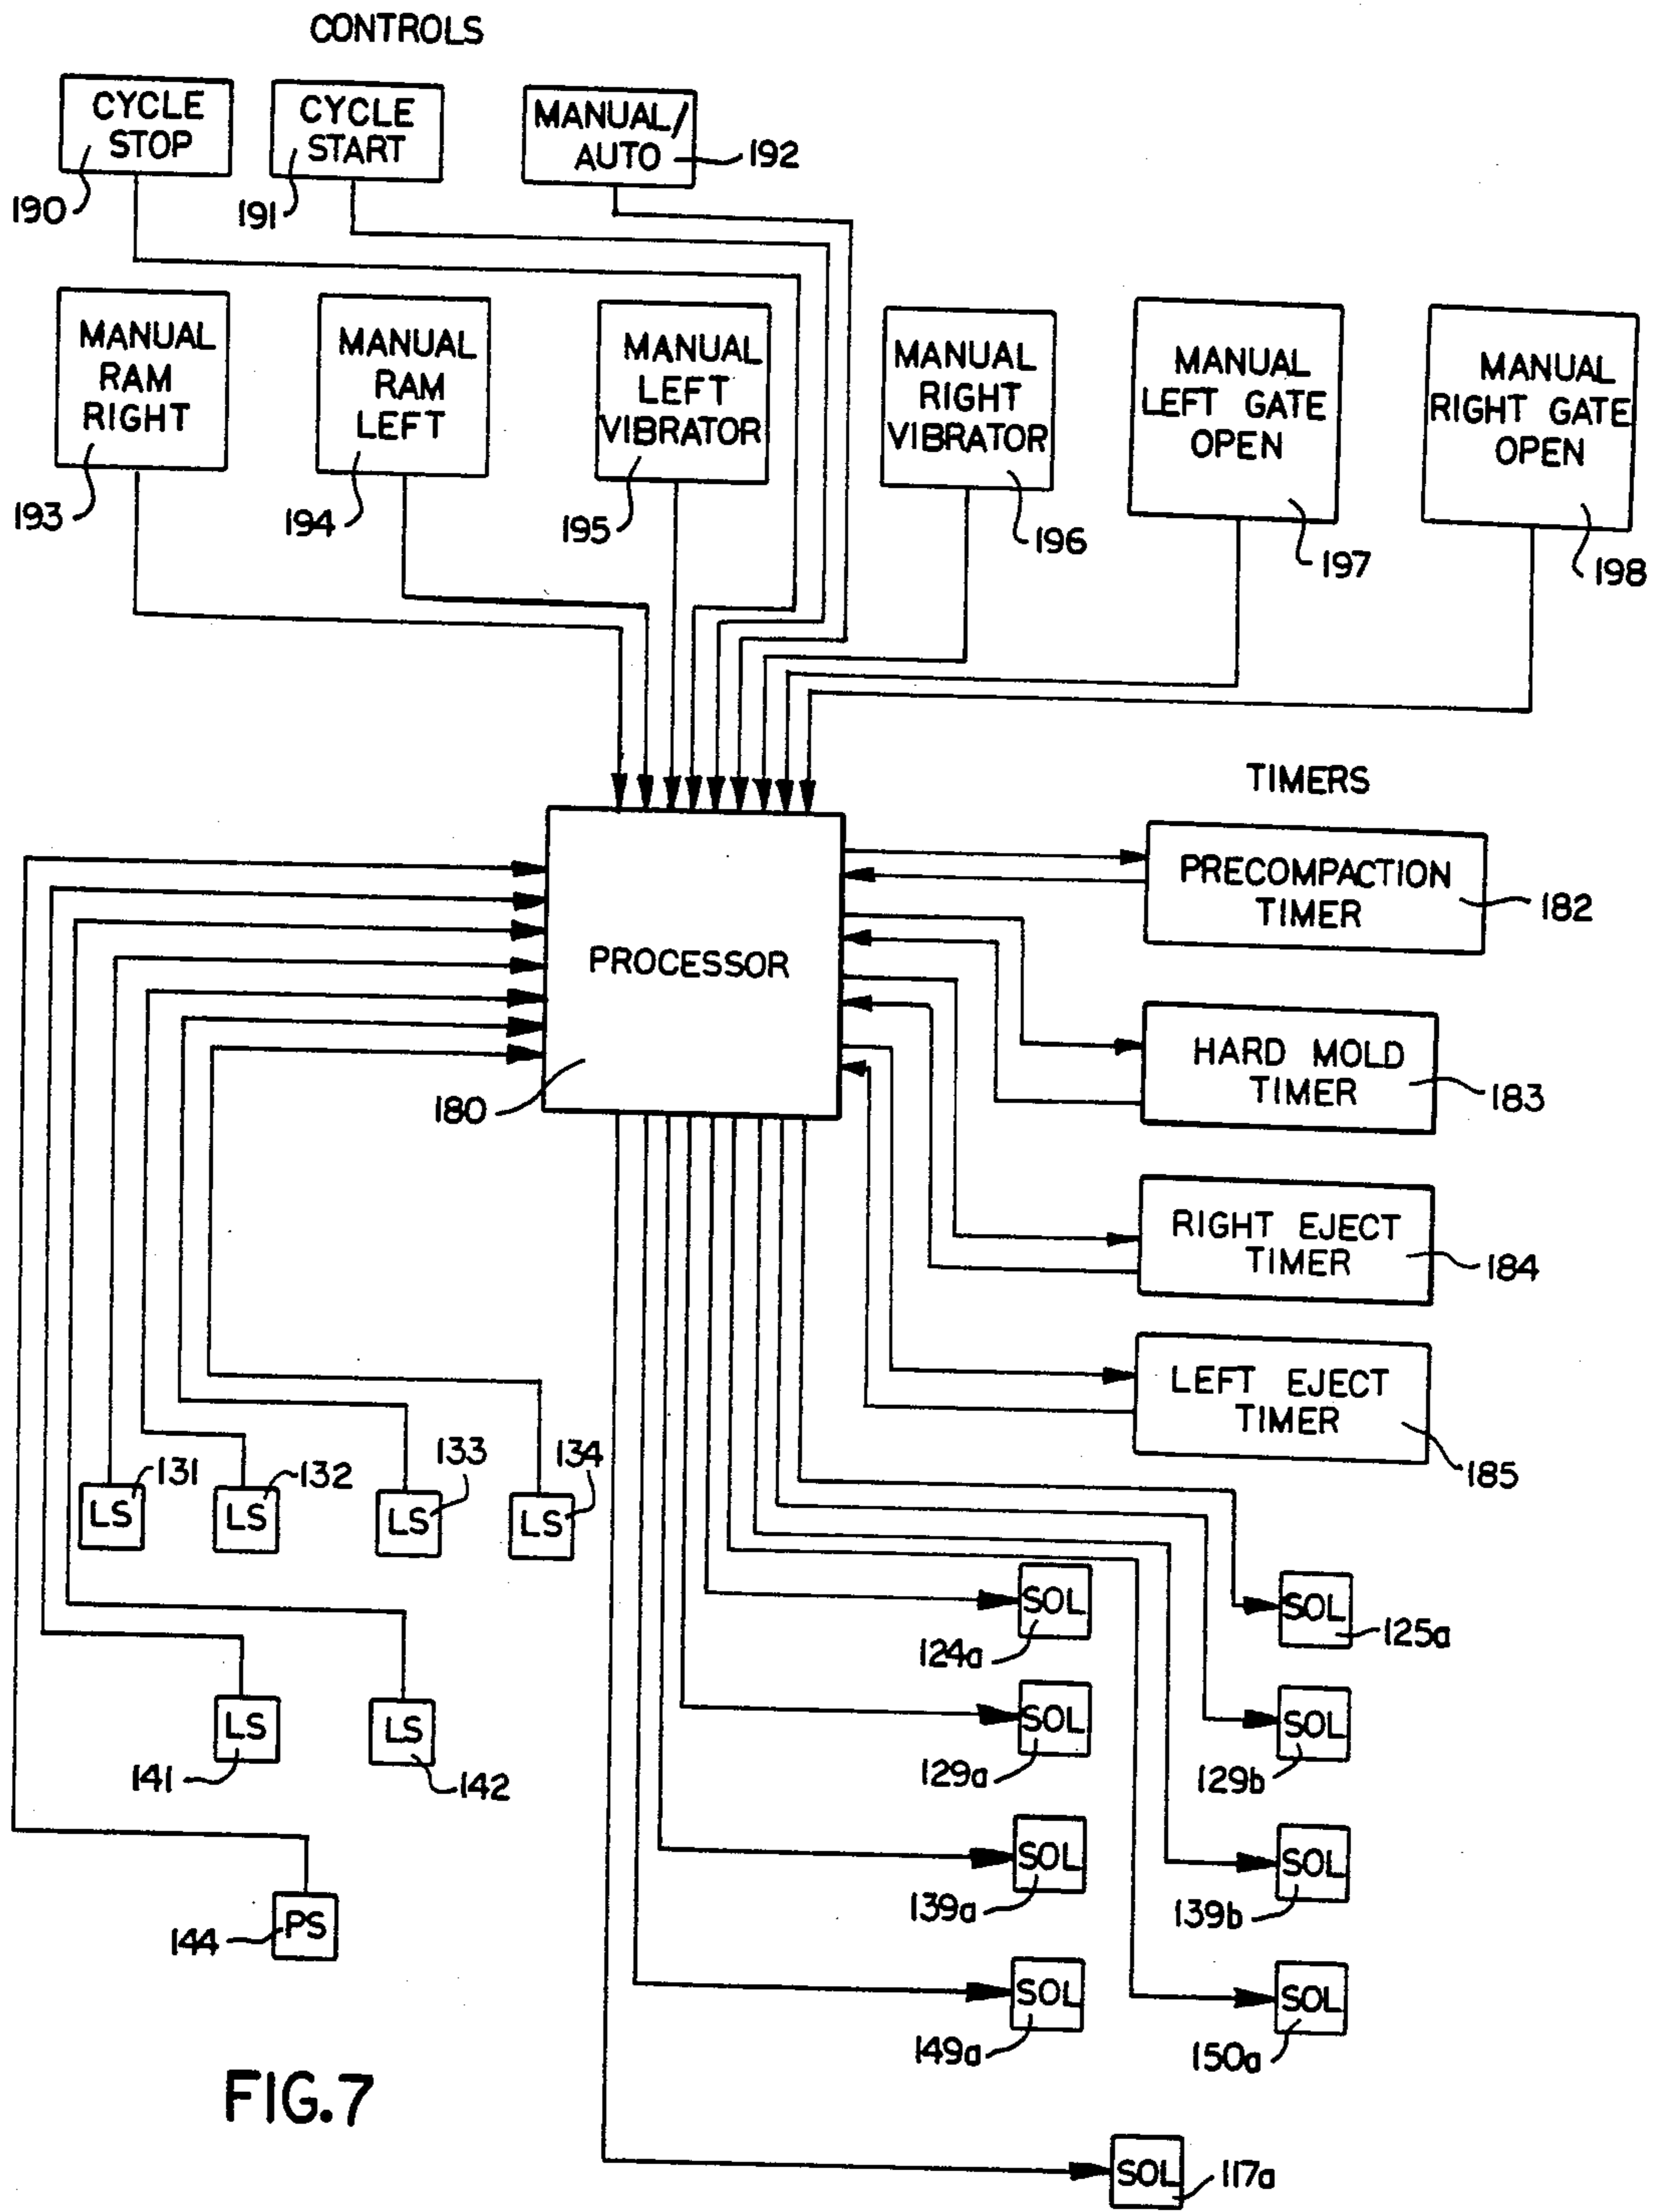 CONTROLS
CYCLE
STOP
190
CYCLE
START
191
MANUAL/
AUTO
192
MANUAL
RAM
RIGHT
193
MANUAL
RAM
LEFT
194
MANUAL
LEFT
VIBRATOR
195
MANUAL
RIGHT
VIBRATOR
196
MANUAL
LEFT GATE
OPEN
197
MANUAL
RIGHT GATE
OPEN
198
TIMERS
PROCESSOR
180
PRECOMPACTION
TIMER
182
HARD MOLD
TIMER
183
RIGHT EJECT
TIMER
184
LEFT EJECT
TIMER
185
LS
131
LS
132
LS
133
LS
134
LS
141
LS
142
PS
144
SOL
124a
SOL
125a
SOL
129a
SOL
129b
SOL
139a
SOL
139b
SOL
149a
SOL
150a
SOL
117a
FIG.7